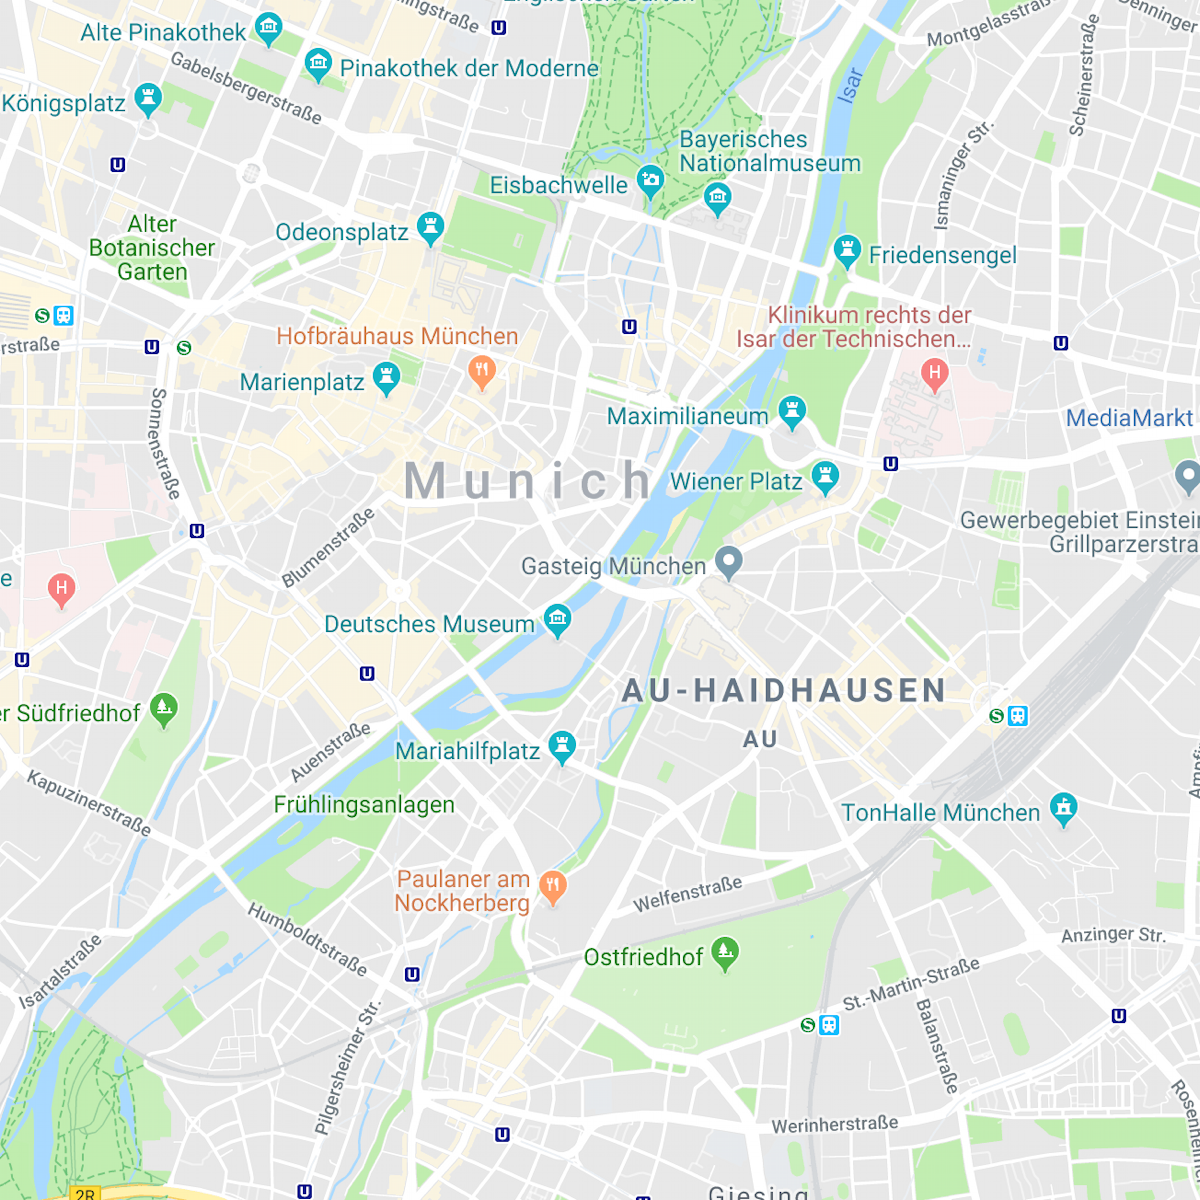 Englischen Garten
Alte Pinakothek
Pinakothek der Moderne
Gabelsbergerstraße
Königsplatz
Montgelasstraße
Denninger
Scheinerstraße
Isar
Ismaninger Str.
Bayerisches
Nationalmuseum
Eisbachwelle
Alter
Botanischer
Garten
Odeonsplatz
Friedensengel
Klinikum rechts der
Isar der Technischen...
Hofbräuhaus München
rstraße
Marienplatz
Sonnenstraße
Maximilianeum
MediaMarkt
Munich
Wiener Platz
Blumenstraße
Gewerbegebiet Einstei
Grillparzerstra
Gasteig München
e
Deutsches Museum
AU-HAIDHAUSEN
AU
er Südfriedhof
Auenstraße
Mariahilfplatz
Kapuzinerstraße
Frühlingsanlagen
TonHalle München
Paulaner am
Nockherberg
Welfenstraße
Humboldtstraße
Isartalstraße
Ostfriedhof
Anzinger Str.
St.-Martin-Straße
Balanstraße
Pilgersheimer Str.
Werinherstraße
Rosenheimer
2R
Giesing
U
U
U
U
U
U
U
U
U
U
U
U
U
U
S
S
S
S
H
H